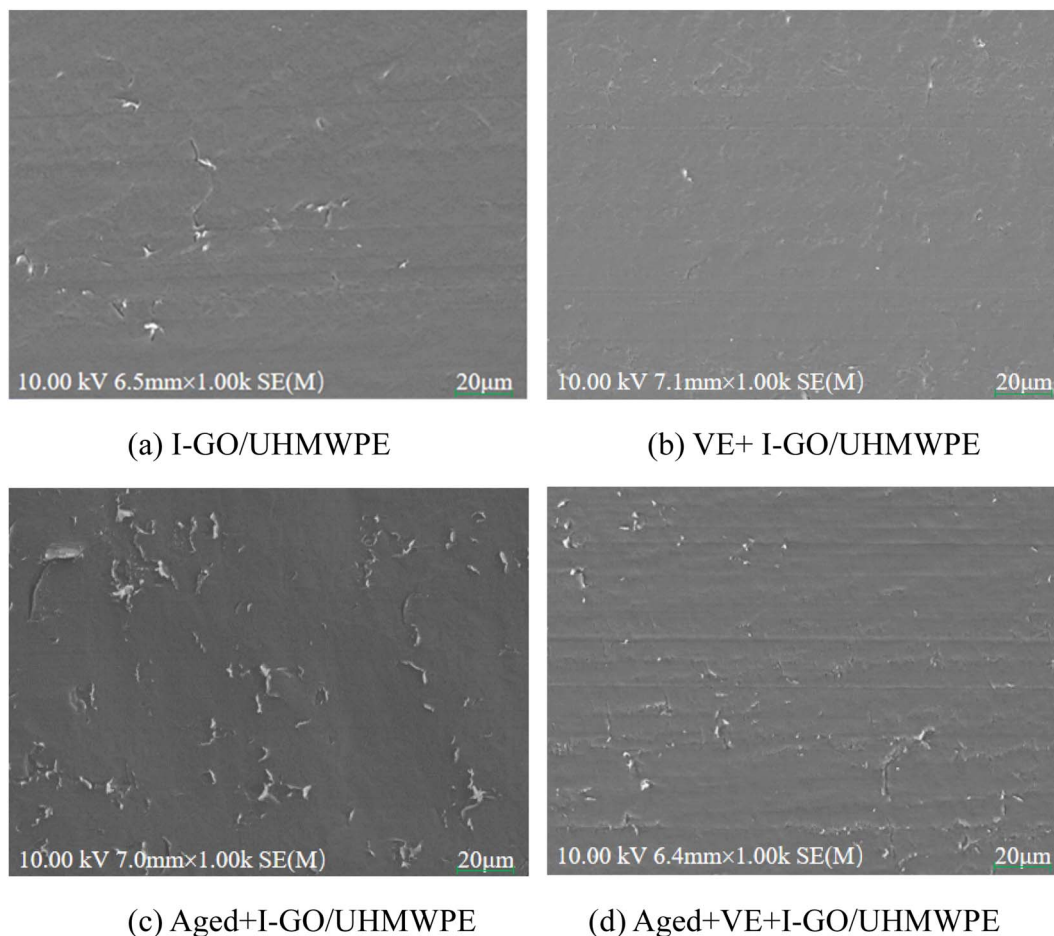 10.00 kV 6.5mm×1.00k SE(M)
20μm
10.00 kV 7.1mm×1.00k SE(M)
20μm
(a) I-GO/UHMWPE
(b) VE+ I-GO/UHMWPE
10.00 kV 7.0mm×1.00k SE(M)
20μm
10.00 kV 6.4mm×1.00k SE(M)
20μm
(c) Aged+I-GO/UHMWPE
(d) Aged+VE+I-GO/UHMWPE